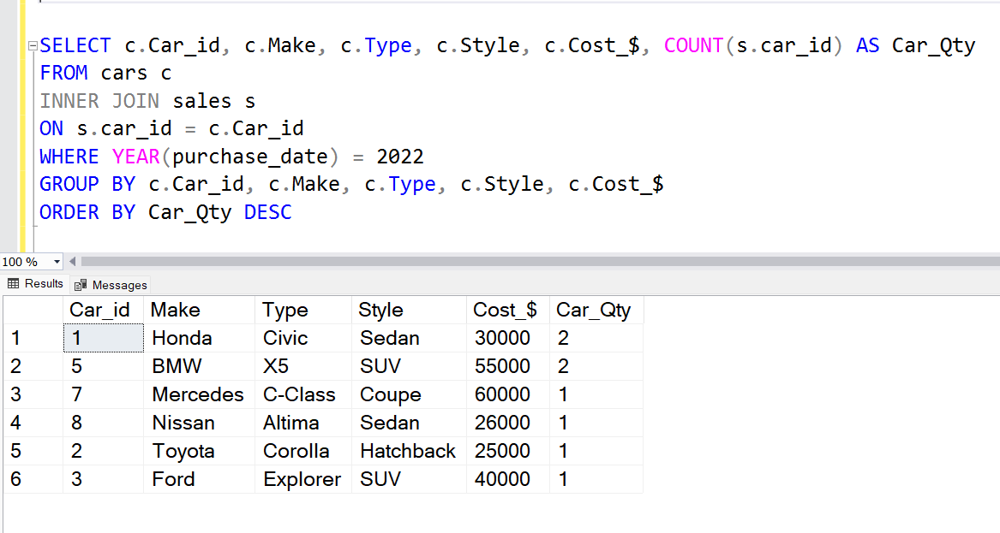 SELECT c.Car_id, c.Make, c.Type, c.Style, c.Cost_$, COUNT(s.car_id) AS Car_Qty
FROM cars c
INNER JOIN sales s
ON s.car_id = c.Car_id
WHERE YEAR(purchase_date) = 2022
GROUP BY c.Car_id, c.Make, c.Type, c.Style, c.Cost_$
ORDER BY Car_Qty DESC
100 %
Results Messages
Car_id Make Type Style Cost_$ Car_Qty
1 1 Honda Civic Sedan 30000 2
2 5 BMW X5 SUV 55000 2
3 7 Mercedes C-Class Coupe 60000 1
4 8 Nissan Altima Sedan 26000 1
5 2 Toyota Corolla Hatchback 25000 1
6 3 Ford Explorer SUV 40000 1